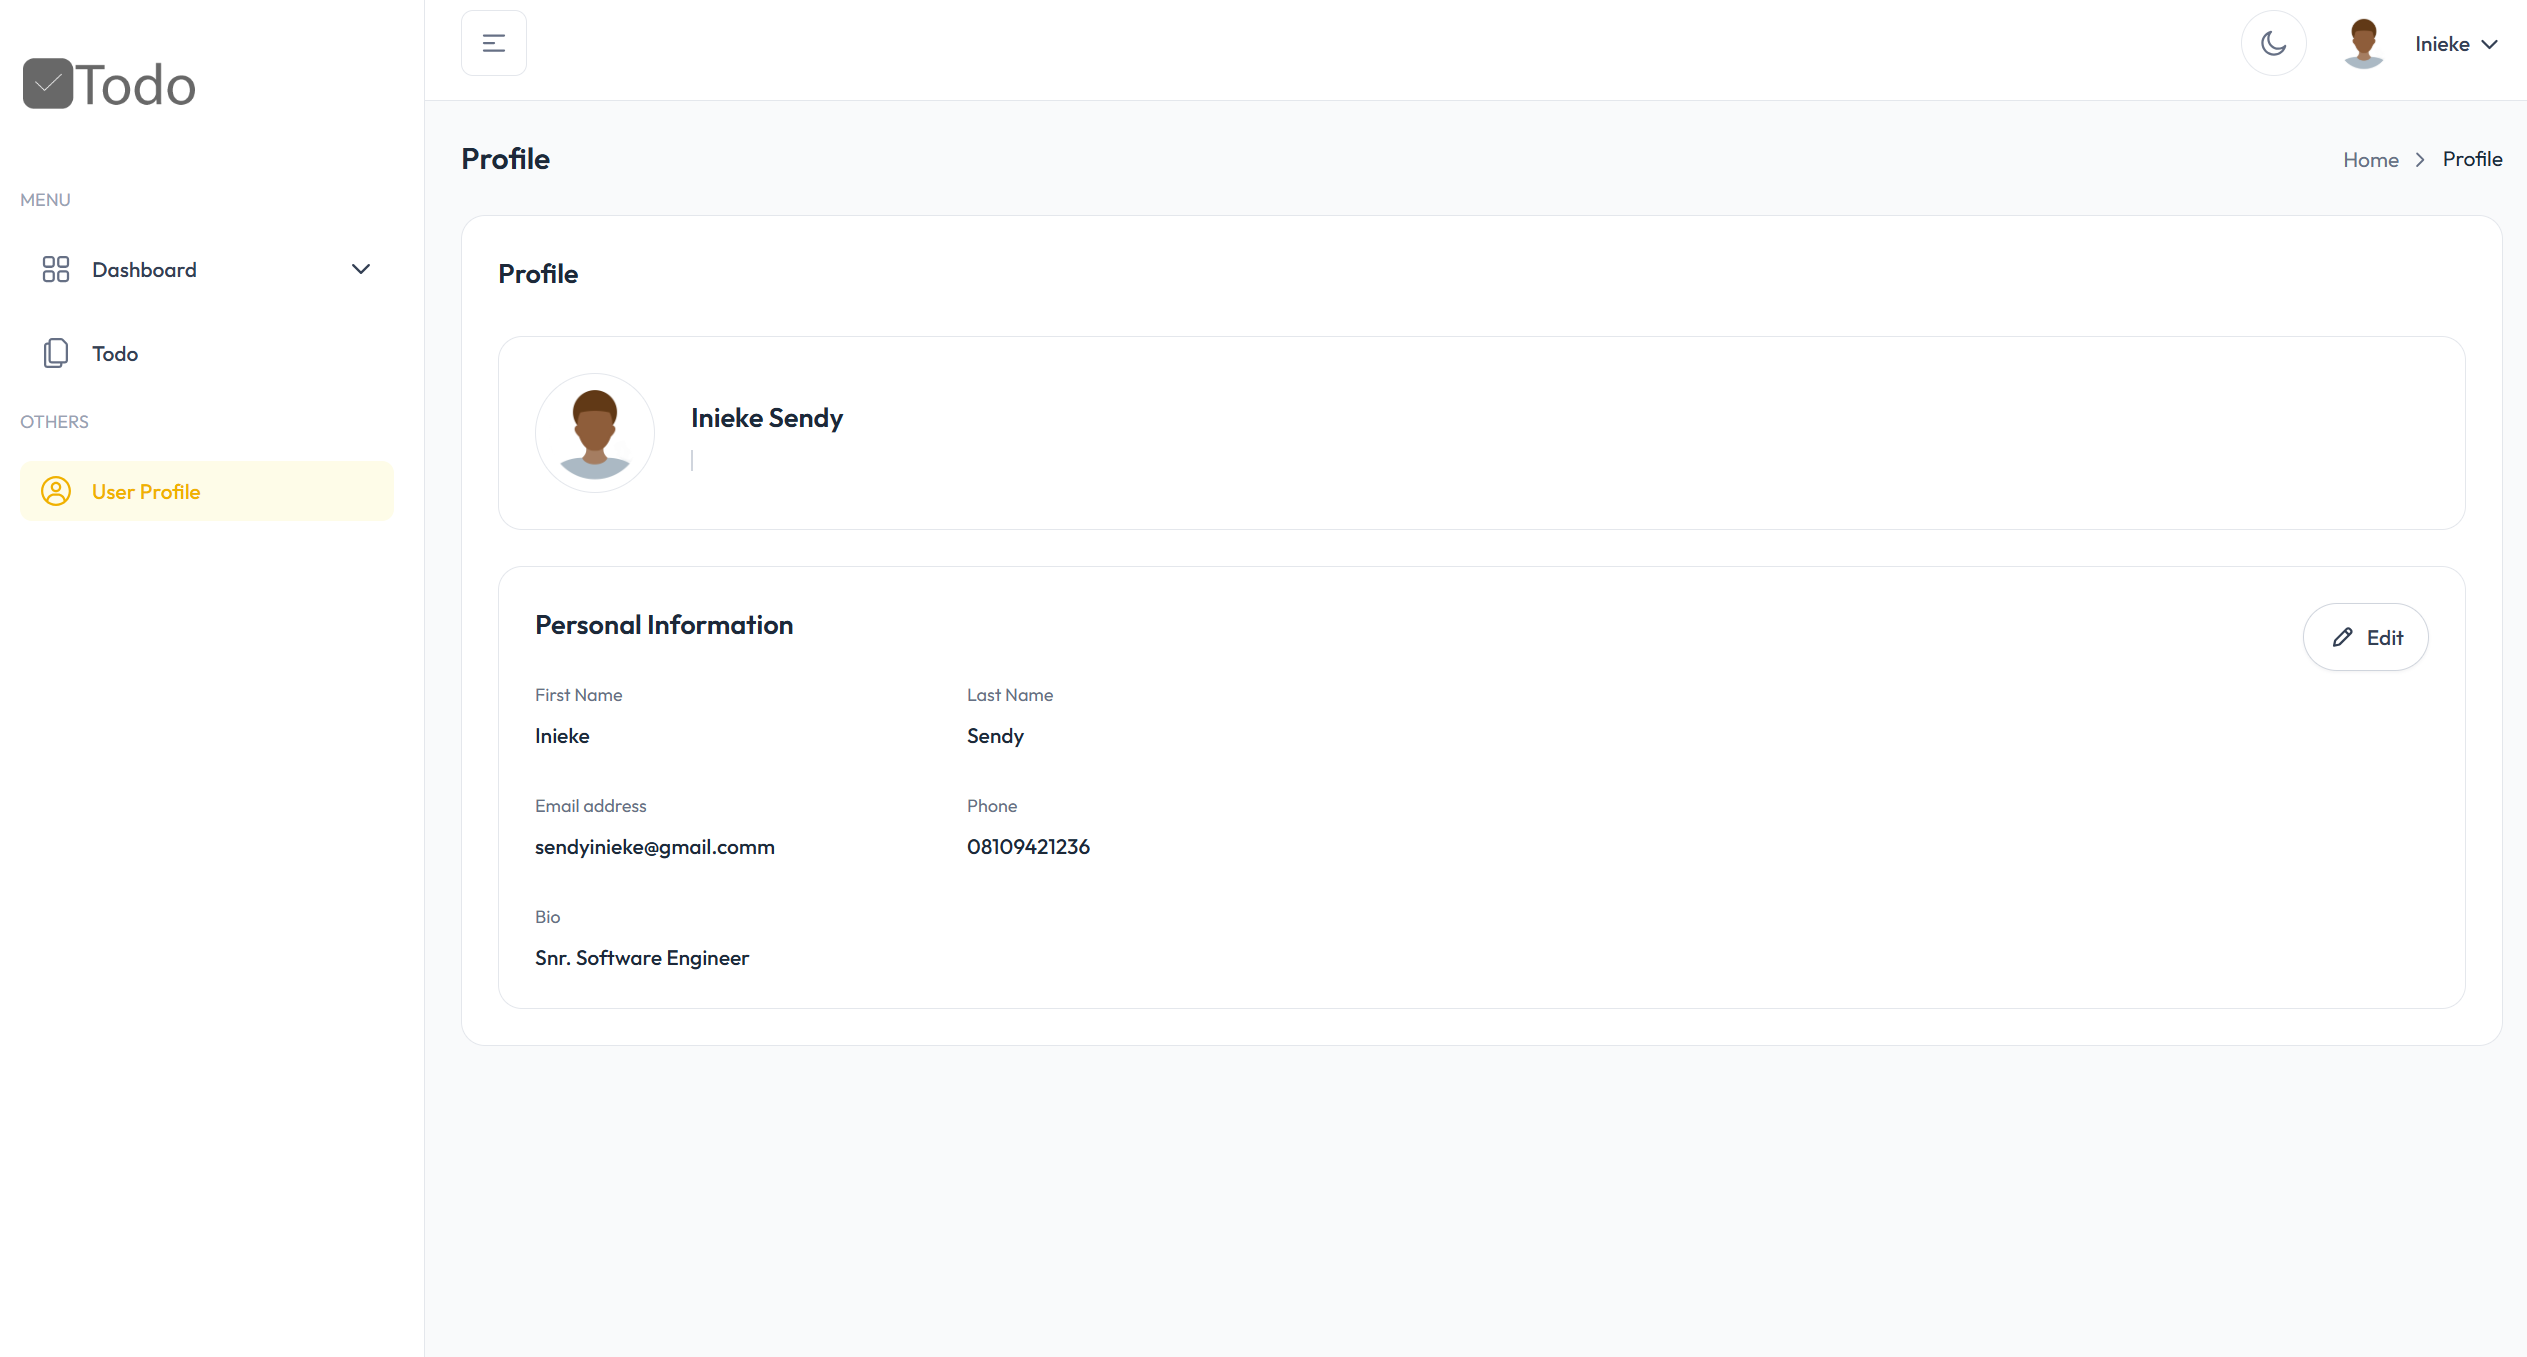 Todo
MENU
Dashboard
Todo
OTHERS
User Profile
Inieke
Profile
Home > Profile
Profile
Inieke Sendy
|
Personal Information
Edit
First Name
Last Name
Inieke
Sendy
Email address
Phone
sendyinieke@gmail.comm
08109421236
Bio
Snr. Software Engineer